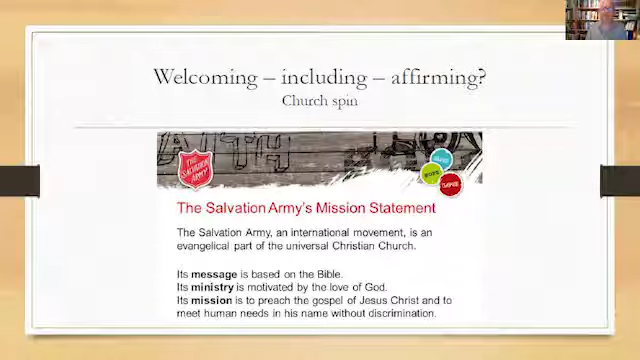 Welcoming – including – affirming?
Church spin
AITH
THE
SALVATION
ARMY
The Salvation Army's Mission Statement
The Salvation Army, an international movement, is an
evangelical part of the universal Christian Church.
Its message is based on the Bible.
Its ministry is motivated by the love of God.
Its mission is to preach the gospel of Jesus Christ and to
meet human needs in his name without discrimination.